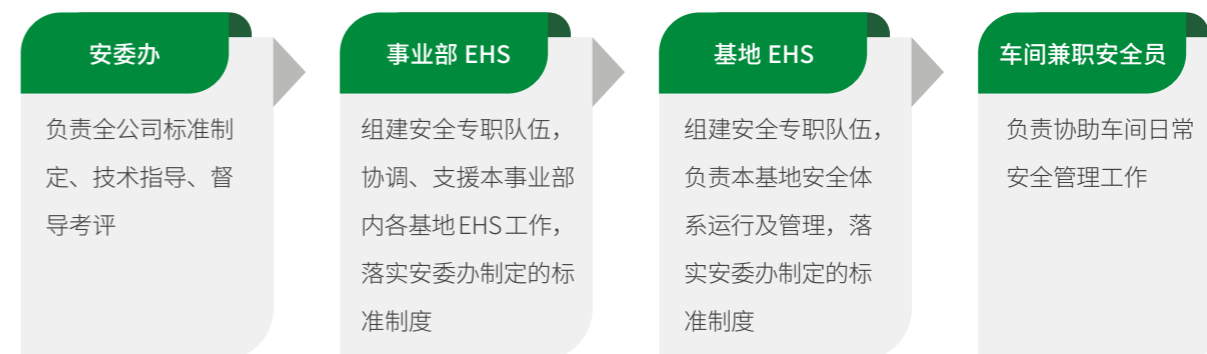 安委办
负责全公司标准制
定、技术指导、督
导考评
事业部 EHS
组建安全专职队伍，
协调、支援本事业部
内各基地EHS工作，
落实安委办制定的标
准制度
基地 EHS
组建安全专职队伍，
负责本基地安全体
系运行及管理，落
实安委办制定的标
准制度
车间兼职安全员
负责协助车间日常
安全管理工作